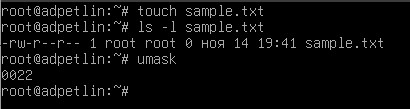 root@adpetlin:~# touch sample.txt
root@adpetlin:~# ls -l sample.txt
-rw-r--r-- 1 root root 0 ноя 14 19:41 sample.txt
root@adpetlin:~# umask
0022
root@adpetlin:~#